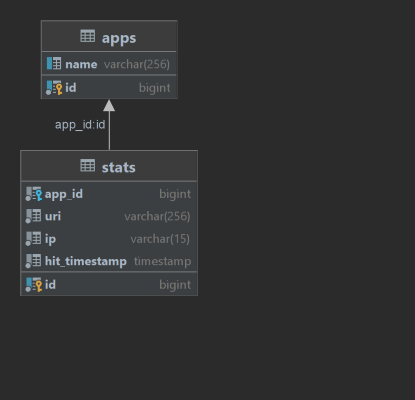 apps
name varchar(256)
id bigint
app_id:id
stats
app_id bigint
uri varchar(256)
ip varchar(15)
hit_timestamp timestamp
id bigint